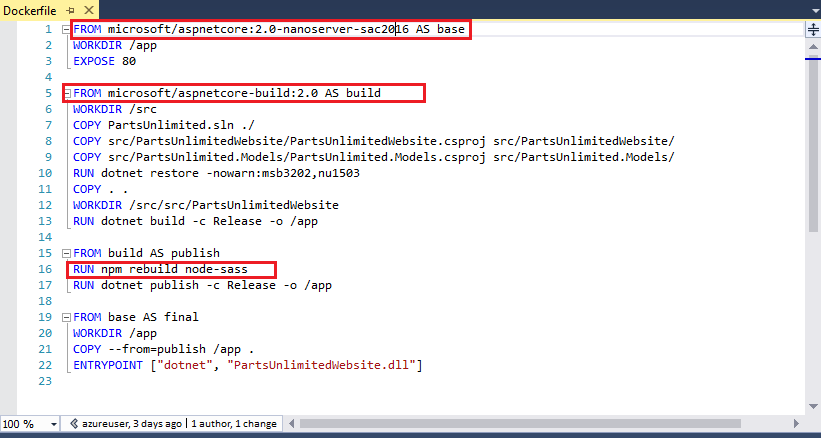 Dockerfile
1 FROM microsoft/aspnetcore:2.0-nanoserver-sac2016 AS base
2 WORKDIR /app
3 EXPOSE 80
4
5 FROM microsoft/aspnetcore-build:2.0 AS build
6 WORKDIR /src
7 COPY PartsUnlimited.sln ./
8 COPY src/PartsUnlimitedWebsite/PartsUnlimitedWebsite.csproj src/PartsUnlimitedWebsite/
9 COPY src/PartsUnlimited.Models/PartsUnlimited.Models.csproj src/PartsUnlimited.Models/
10 RUN dotnet restore -nowarn:msb3202,nu1503
11 COPY . .
12 WORKDIR /src/src/PartsUnlimitedWebsite
13 RUN dotnet build -c Release -o /app
14
15 FROM build AS publish
16 RUN npm rebuild node-sass
17 RUN dotnet publish -c Release -o /app
18
19 FROM base AS final
20 WORKDIR /app
21 COPY --from=publish /app .
22 ENTRYPOINT ["dotnet", "PartsUnlimitedWebsite.dll"]
23
100 % azureuser, 3 days ago | 1 author, 1 change